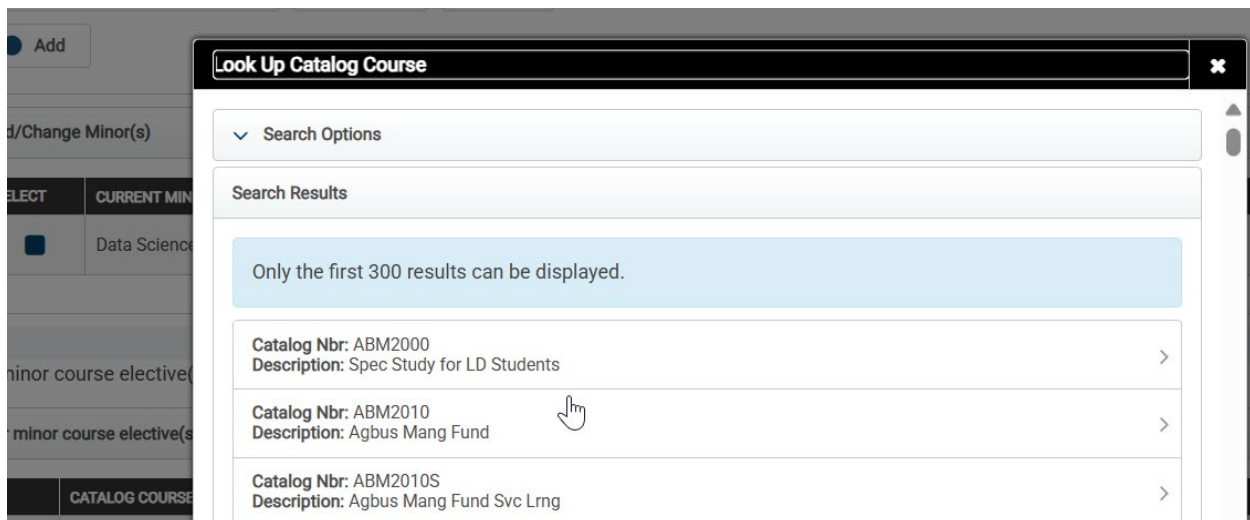 Add
Look Up Catalog Course
d/Change Minor(s)
Search Options
ELECT CURRENT MIN
Search Results
Data Science
Only the first 300 results can be displayed.
Catalog Nbr: ABM2000
Description: Spec Study for LD Students
minor course elective(
Catalog Nbr: ABM2010
Description: Agbus Mang Fund
minor course elective(s
Catalog Nbr: ABM2010S
Description: Agbus Mang Fund Svc Lrng
CATALOG COURSE